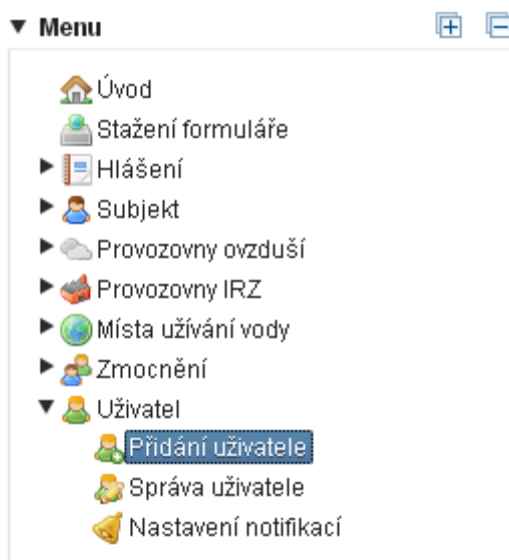 Menu
Úvod
Stažení formuláře
Hlášení
Subjekt
Provozovny ovzduší
Provozovny IRZ
Místa užívání vody
Zmocnění
Uživatel
Přidání uživatele
Správa uživatele
Nastavení notifikací